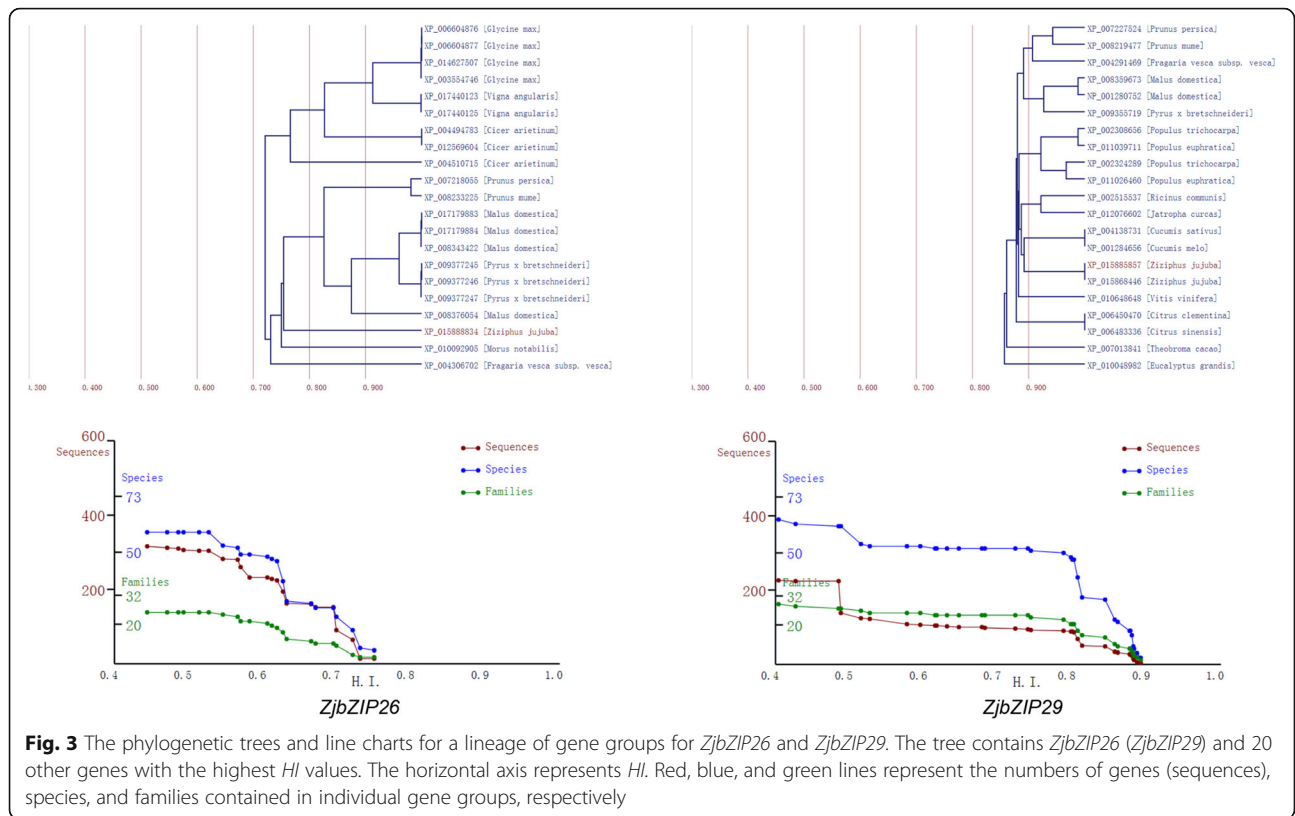 XP_006604876 [Glycine max]
XP_006604877 [Glycine max]
XP_014627507 [Glycine max]
XP_003554746 [Glycine max]
XP_017440123 [Vigna angularis]
XP_017440125 [Vigna angularis]
XP_004494783 [Cicer arietinum]
XP_012569604 [Cicer arietinum]
XP_004510715 [Cicer arietinum]
XP_007218055 [Prunus persica]
XP_008233225 [Prunus mume]
XP_017179883 [Malus domestica]
XP_017179884 [Malus domestica]
XP_008343422 [Malus domestica]
XP_009377245 [Pyrus x bretschneideri]
XP_009377246 [Pyrus x bretschneideri]
XP_009377247 [Pyrus x bretschneideri]
XP_008376054 [Malus domestica]
XP_015888834 [Ziziphus jujuba]
XP_010092905 [Morus notabilis]
XP_004306702 [Fragaria vesca subsp. vesca]
).300 0.400 0.500 0.600 0.700 0.800 0.900
XP_007227524 [Prunus persica]
XP_008219477 [Prunus mume]
XP_004291469 [Fragaria vesca subsp. vesca]
XP_008359673 [Malus domestica]
NP_001280752 [Malus domestica]
XP_009355719 [Pyrus x bretschneideri]
XP_002308656 [Populus trichocarpa]
XP_011039711 [Populus euphratica]
XP_002324289 [Populus trichocarpa]
XP_011026460 [Populus euphratica]
XP_002515537 [Ricinus communis]
XP_012076602 [Jatropha curcas]
XP_004138731 [Cucumis sativus]
NP_001284656 [Cucumis melo]
XP_015885857 [Ziziphus jujuba]
XP_015868446 [Ziziphus jujuba]
XP_010648648 [Vitis vinifera]
XP_006450470 [Citrus clementina]
XP_006483336 [Citrus sinensis]
XP_007013841 [Theobroma cacao]
XP_010048982 [Eucalyptus grandis]
).300 0.400 0.500 0.600 0.700 0.800 0.900
600
Sequences
Species
73
400
50
Families
200
32
20
Sequences
Species
Families
0.4 0.5 0.6 0.7 0.8 0.9 1.0
H. I.
ZjbZIP26
600
Sequences
Species
73
400
50
200
Families
32
20
Sequences
Species
Families
0.4 0.5 0.6 0.7 0.8 0.9 1.0
H. I.
ZjbZIP29
Fig. 3 The phylogenetic trees and line charts for a lineage of gene groups for ZjbZIP26 and ZjbZIP29. The tree contains ZjbZIP26 (ZjbZIP29) and 20
other genes with the highest HI values. The horizontal axis represents HI. Red, blue, and green lines represent the numbers of genes (sequences),
species, and families contained in individual gene groups, respectively